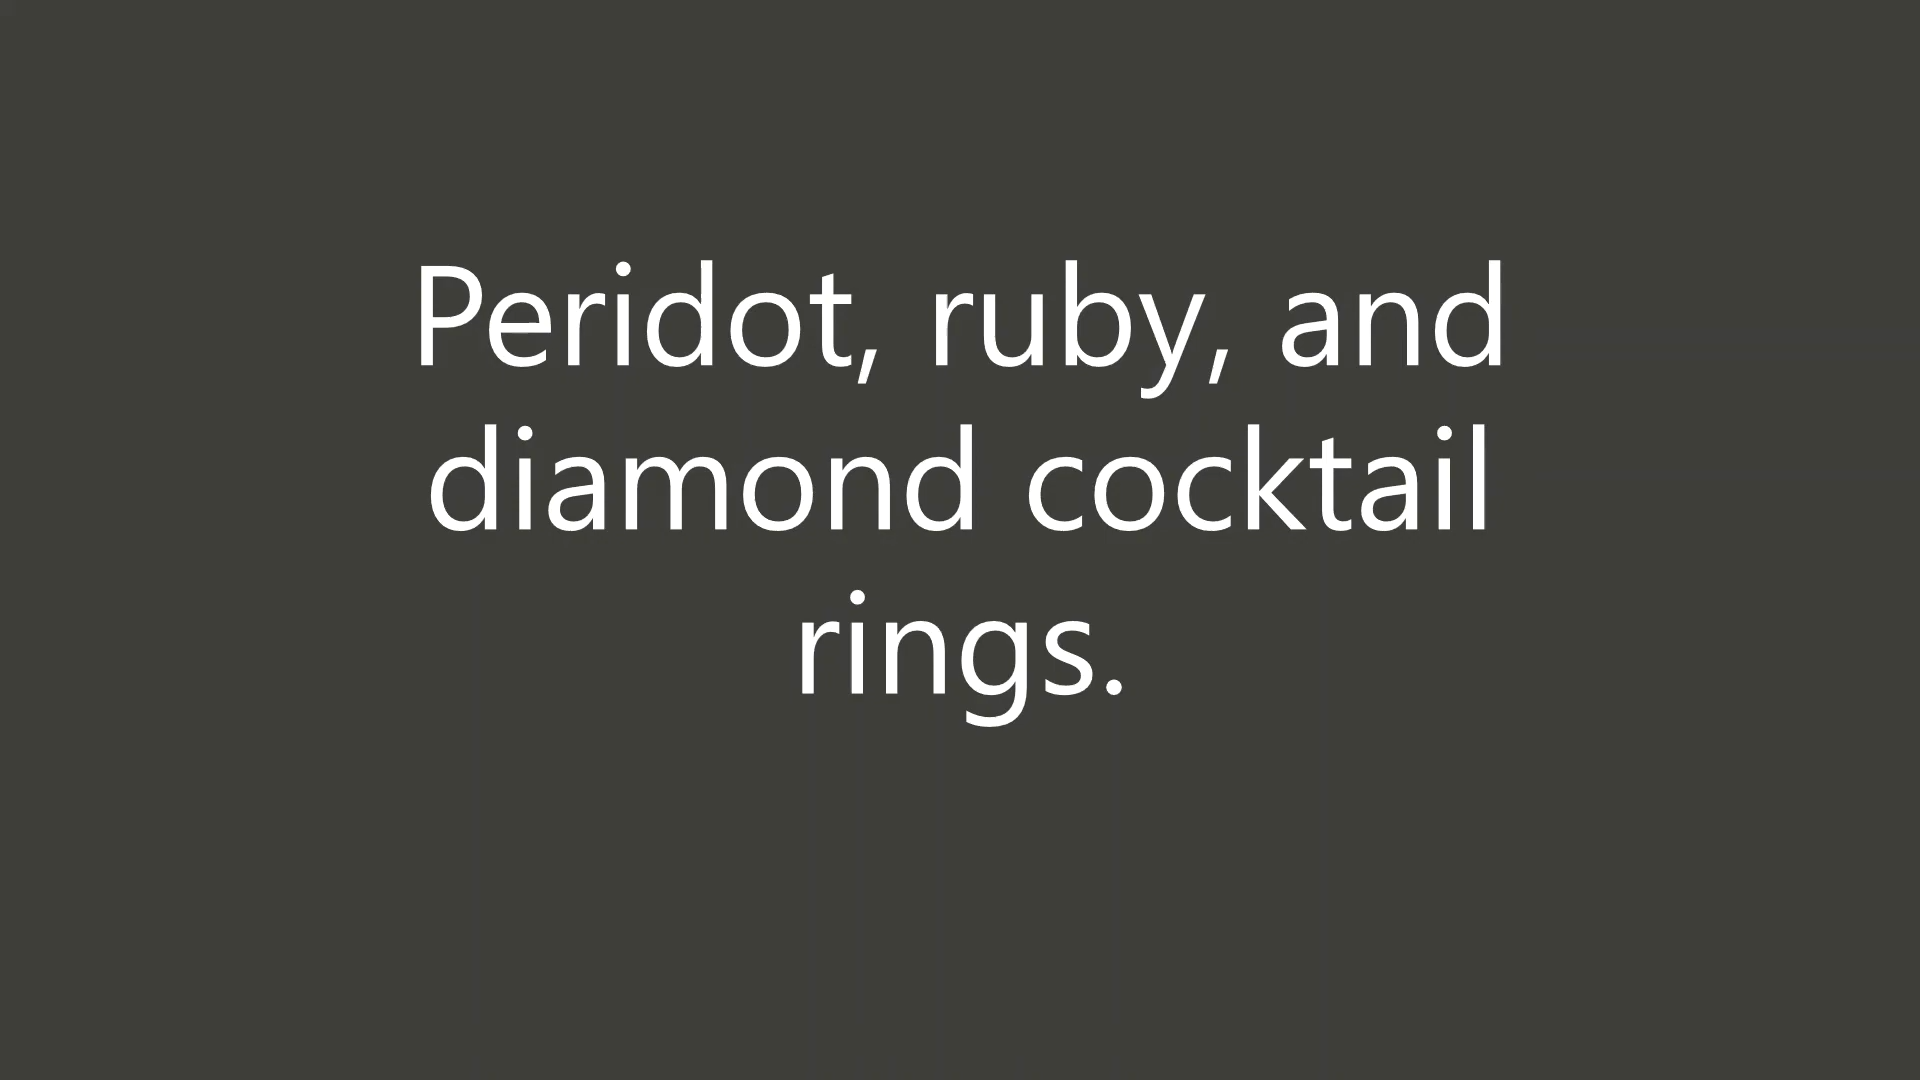 Peridot, ruby, and
diamond cocktail
rings.